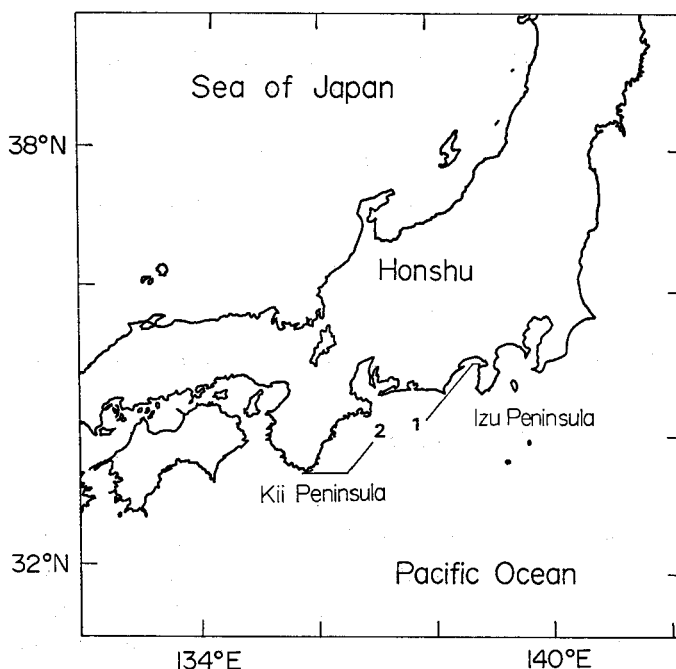 Sea of Japan
38°N
Honshu
2
1
Izu Peninsula
Kii Peninsula
32°N
Pacific Ocean
134°E
140°E